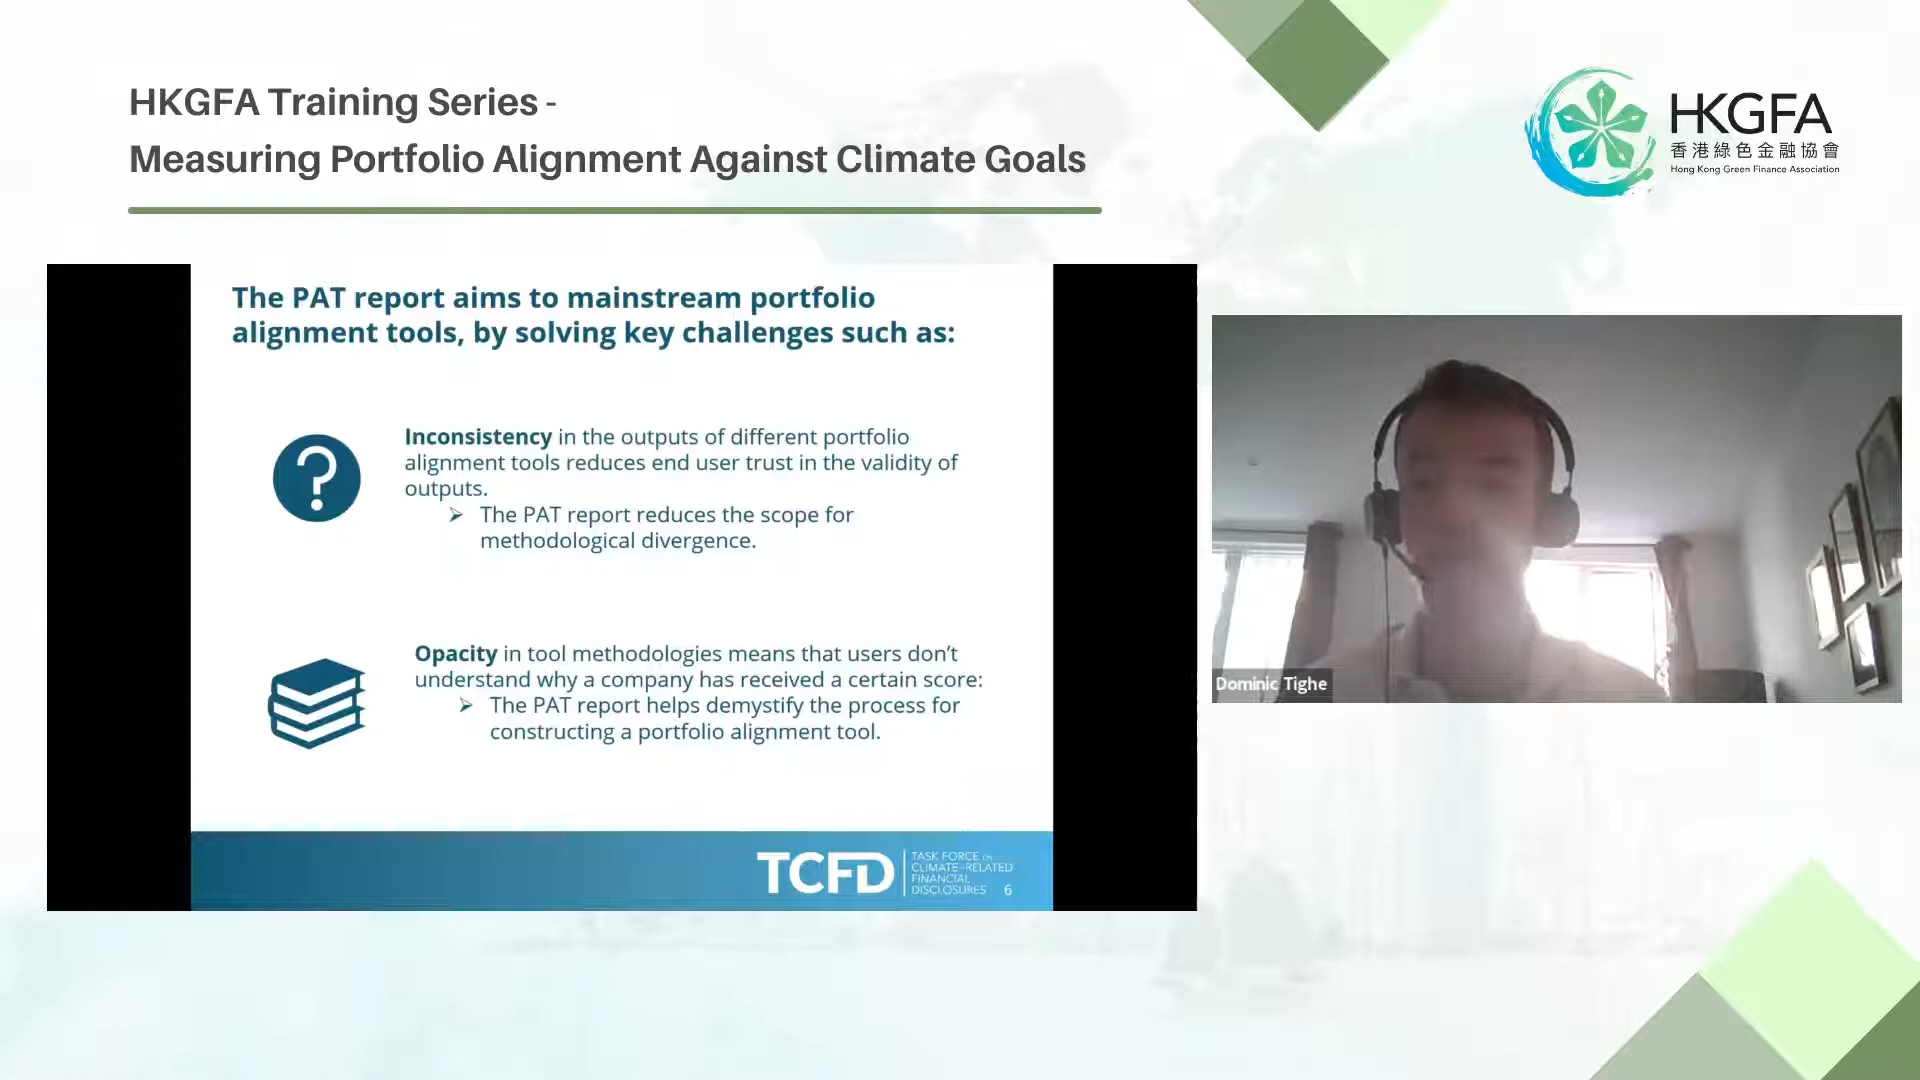 HKGFA Training Series -
Measuring Portfolio Alignment Against Climate Goals
HKGFA
香港綠色金融協會
Hong Kong Green Finance Association
The PAT report aims to mainstream portfolio
alignment tools, by solving key challenges such as:
?
Inconsistency in the outputs of different portfolio
alignment tools reduces end user trust in the validity of
outputs.
➢ The PAT report reduces the scope for
methodological divergence.
Opacity in tool methodologies means that users don’t
understand why a company has received a certain score:
➢ The PAT report helps demystify the process for
constructing a portfolio alignment tool.
TCFD
TASK FORCE on
CLIMATE-RELATED
FINANCIAL
DISCLOSURES
6
Dominic Tighe